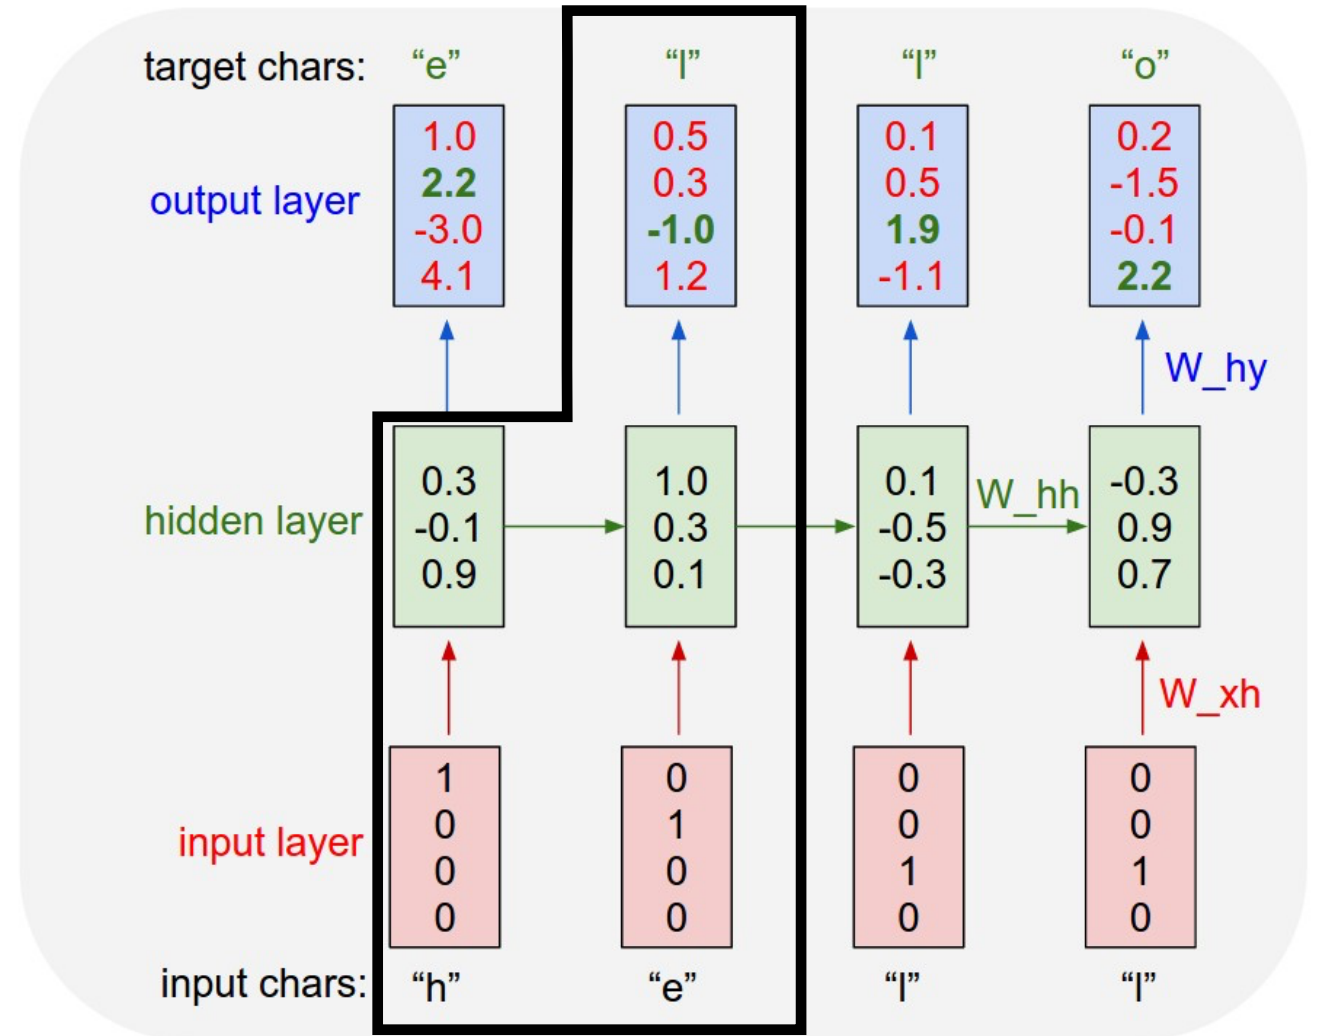 target chars: “e” “l” “l” “o”
output layer
1.0 0.5 0.1 0.2
2.2 0.3 0.5 -1.5
-3.0 -1.0 1.9 -0.1
4.1 1.2 -1.1 2.2
W_hy
hidden layer
0.3 1.0 0.1 -0.3
-0.1 0.3 -0.5 0.9
0.9 0.1 -0.3 0.7
W_hh
W_xh
input layer
1 0 0 0
0 1 0 0
0 0 1 1
0 0 0 0
input chars: “h” “e” “l” “l”